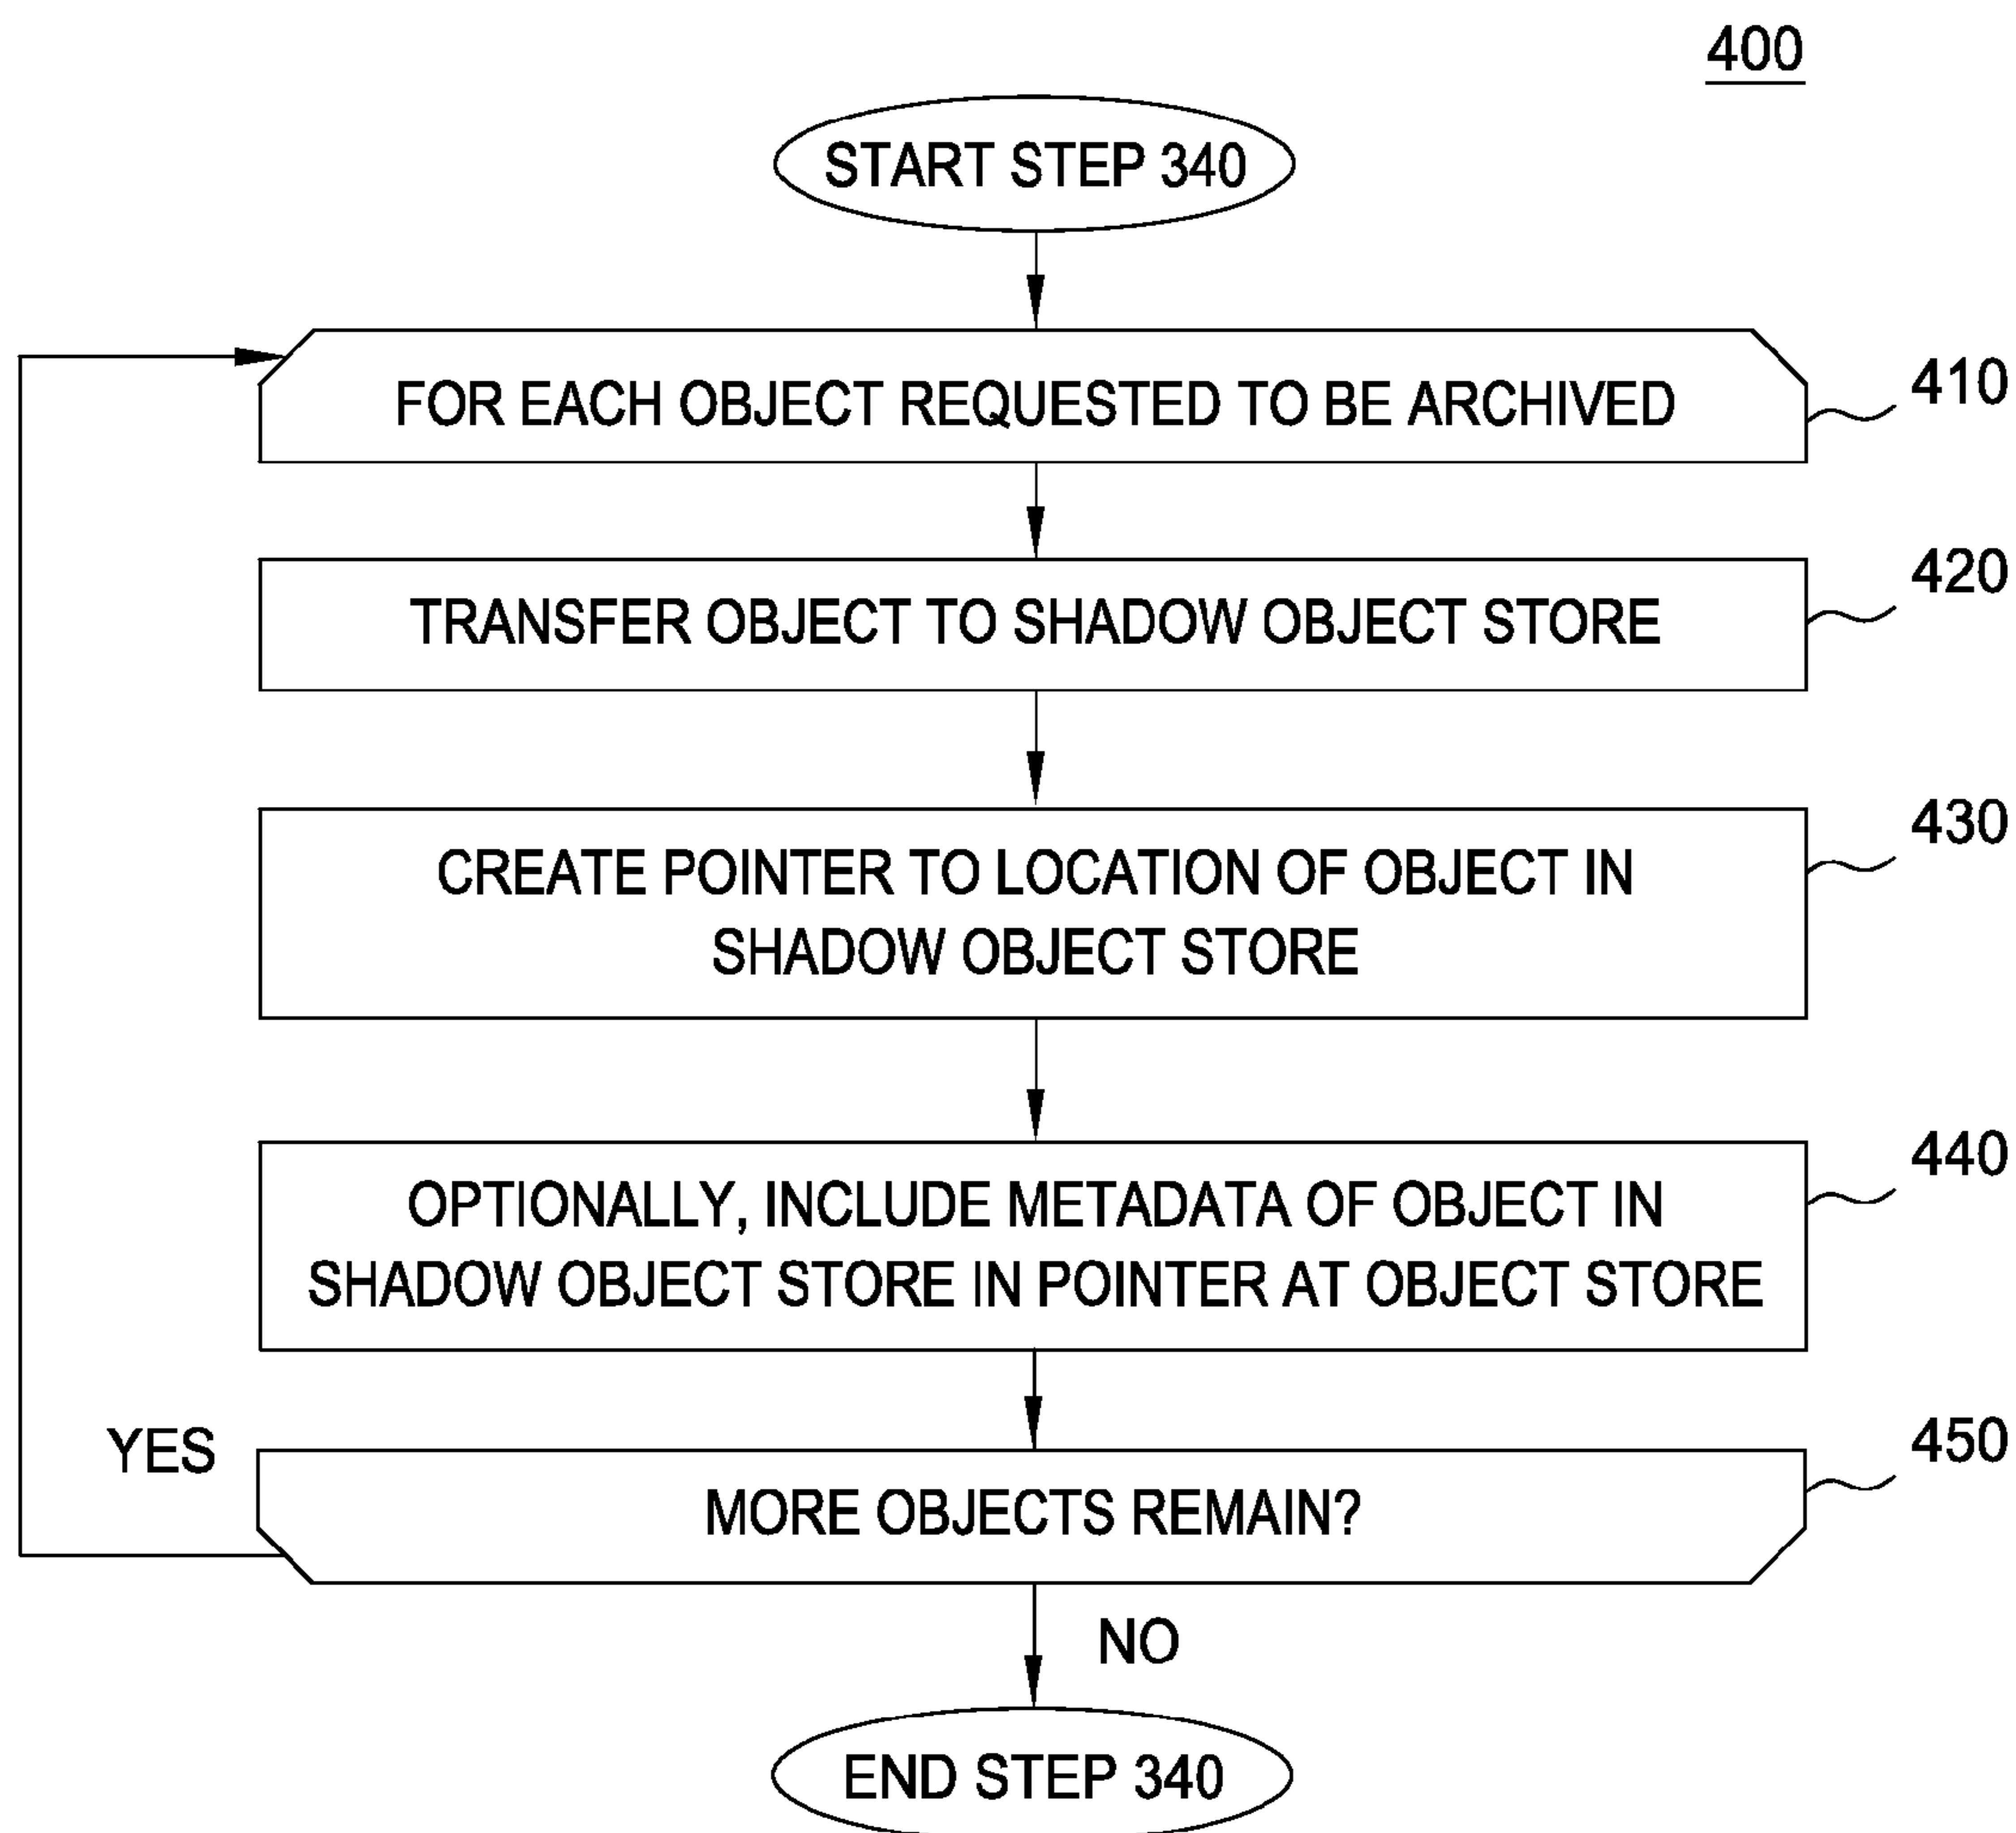 400
START STEP 340
FOR EACH OBJECT REQUESTED TO BE ARCHIVED
410
TRANSFER OBJECT TO SHADOW OBJECT STORE
420
CREATE POINTER TO LOCATION OF OBJECT IN
SHADOW OBJECT STORE
430
OPTIONALLY, INCLUDE METADATA OF OBJECT IN
SHADOW OBJECT STORE IN POINTER AT OBJECT STORE
440
YES
MORE OBJECTS REMAIN?
450
NO
END STEP 340